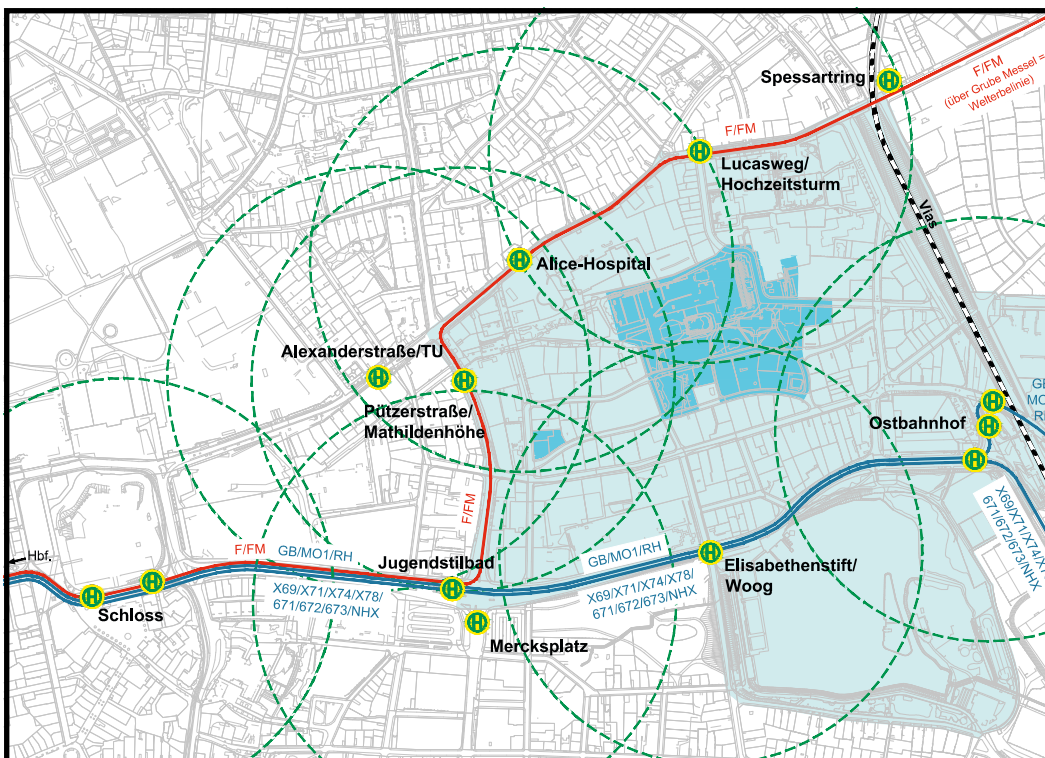 Spessartring
F/FM
(über Grube Messel =
Welterbelinie)
F/FM
Lucasweg/
Hochzeitsturm
Vias
Alice-Hospital
Alexanderstraße/TU
Pützerstraße/
Mathildenhöhe
GB
MO
R
Ostbahnhof
F/FM
X69/X71/X74/X
671/672/673/NHX
Hbf.
F/FM
GB/MO1/RH
Jugendstilbad
GB/MO1/RH
Elisabethenstift/
Woog
X69/X71/X74/X78/
671/672/673/NHX
X69/X71/X74/X78/
671/672/673/NHX
Schloss
Mercksplatz
H
H
H
H
H
H
H
H
H
H
H
H
H